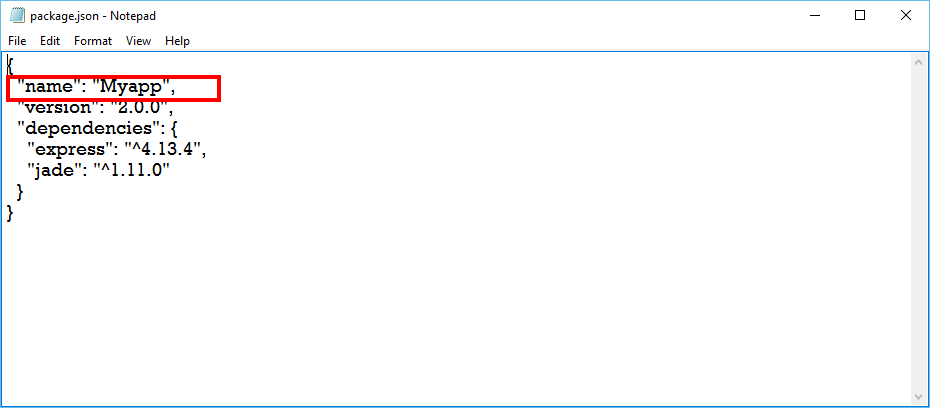 package.json - Notepad
File Edit Format View Help
{
  "name": "Myapp",
  "version": "2.0.0",
  "dependencies": {
    "express": "^4.13.4",
    "jade": "^1.11.0"
  }
}